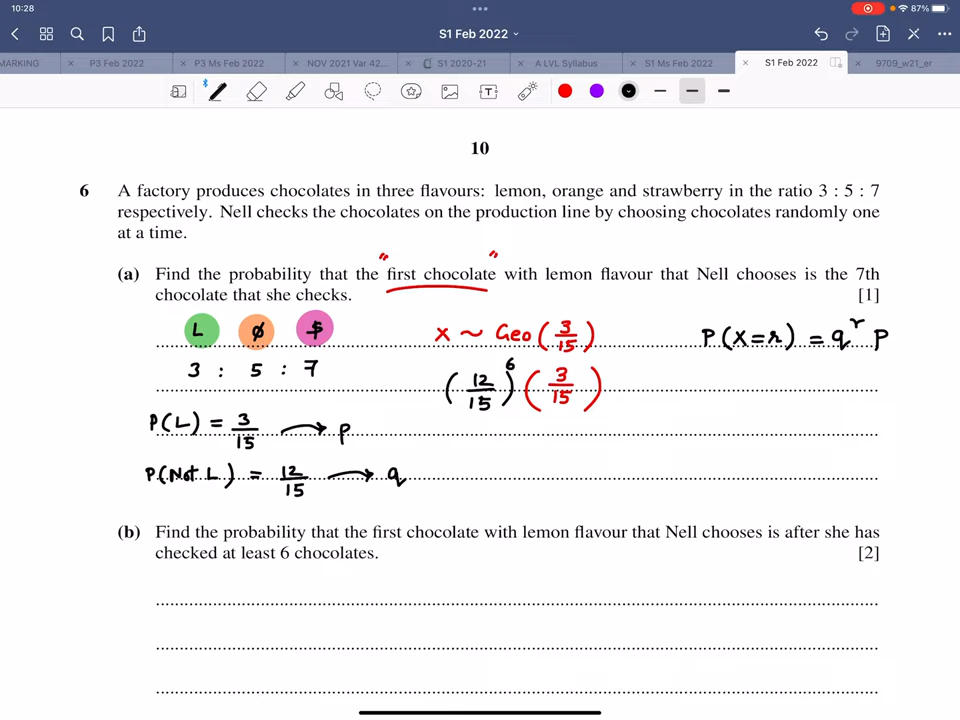 10:28
87%
S1 Feb 2022
MARKING
P3 Feb 2022
P3 Ms Feb 2022
NOV 2021 Var 42...
S1 2020-21
A LVL Syllabus
S1 Ms Feb 2022
S1 Feb 2022
9709_w21_er
10
6 A factory produces chocolates in three flavours: lemon, orange and strawberry in the ratio 3 : 5 : 7
respectively. Nell checks the chocolates on the production line by choosing chocolates randomly one
at a time.
(a) Find the probability that the "first chocolate" with lemon flavour that Nell chooses is the 7th
chocolate that she checks. [1]
L O S
X ~ Geo(3/15)
P(X=r) = q^r P
3 : 5 : 7
(12/15)^6 (3/15)
P(L) = 3/15 → P
P(Not L) = 12/15 → q
(b) Find the probability that the first chocolate with lemon flavour that Nell chooses is after she has
checked at least 6 chocolates. [2]